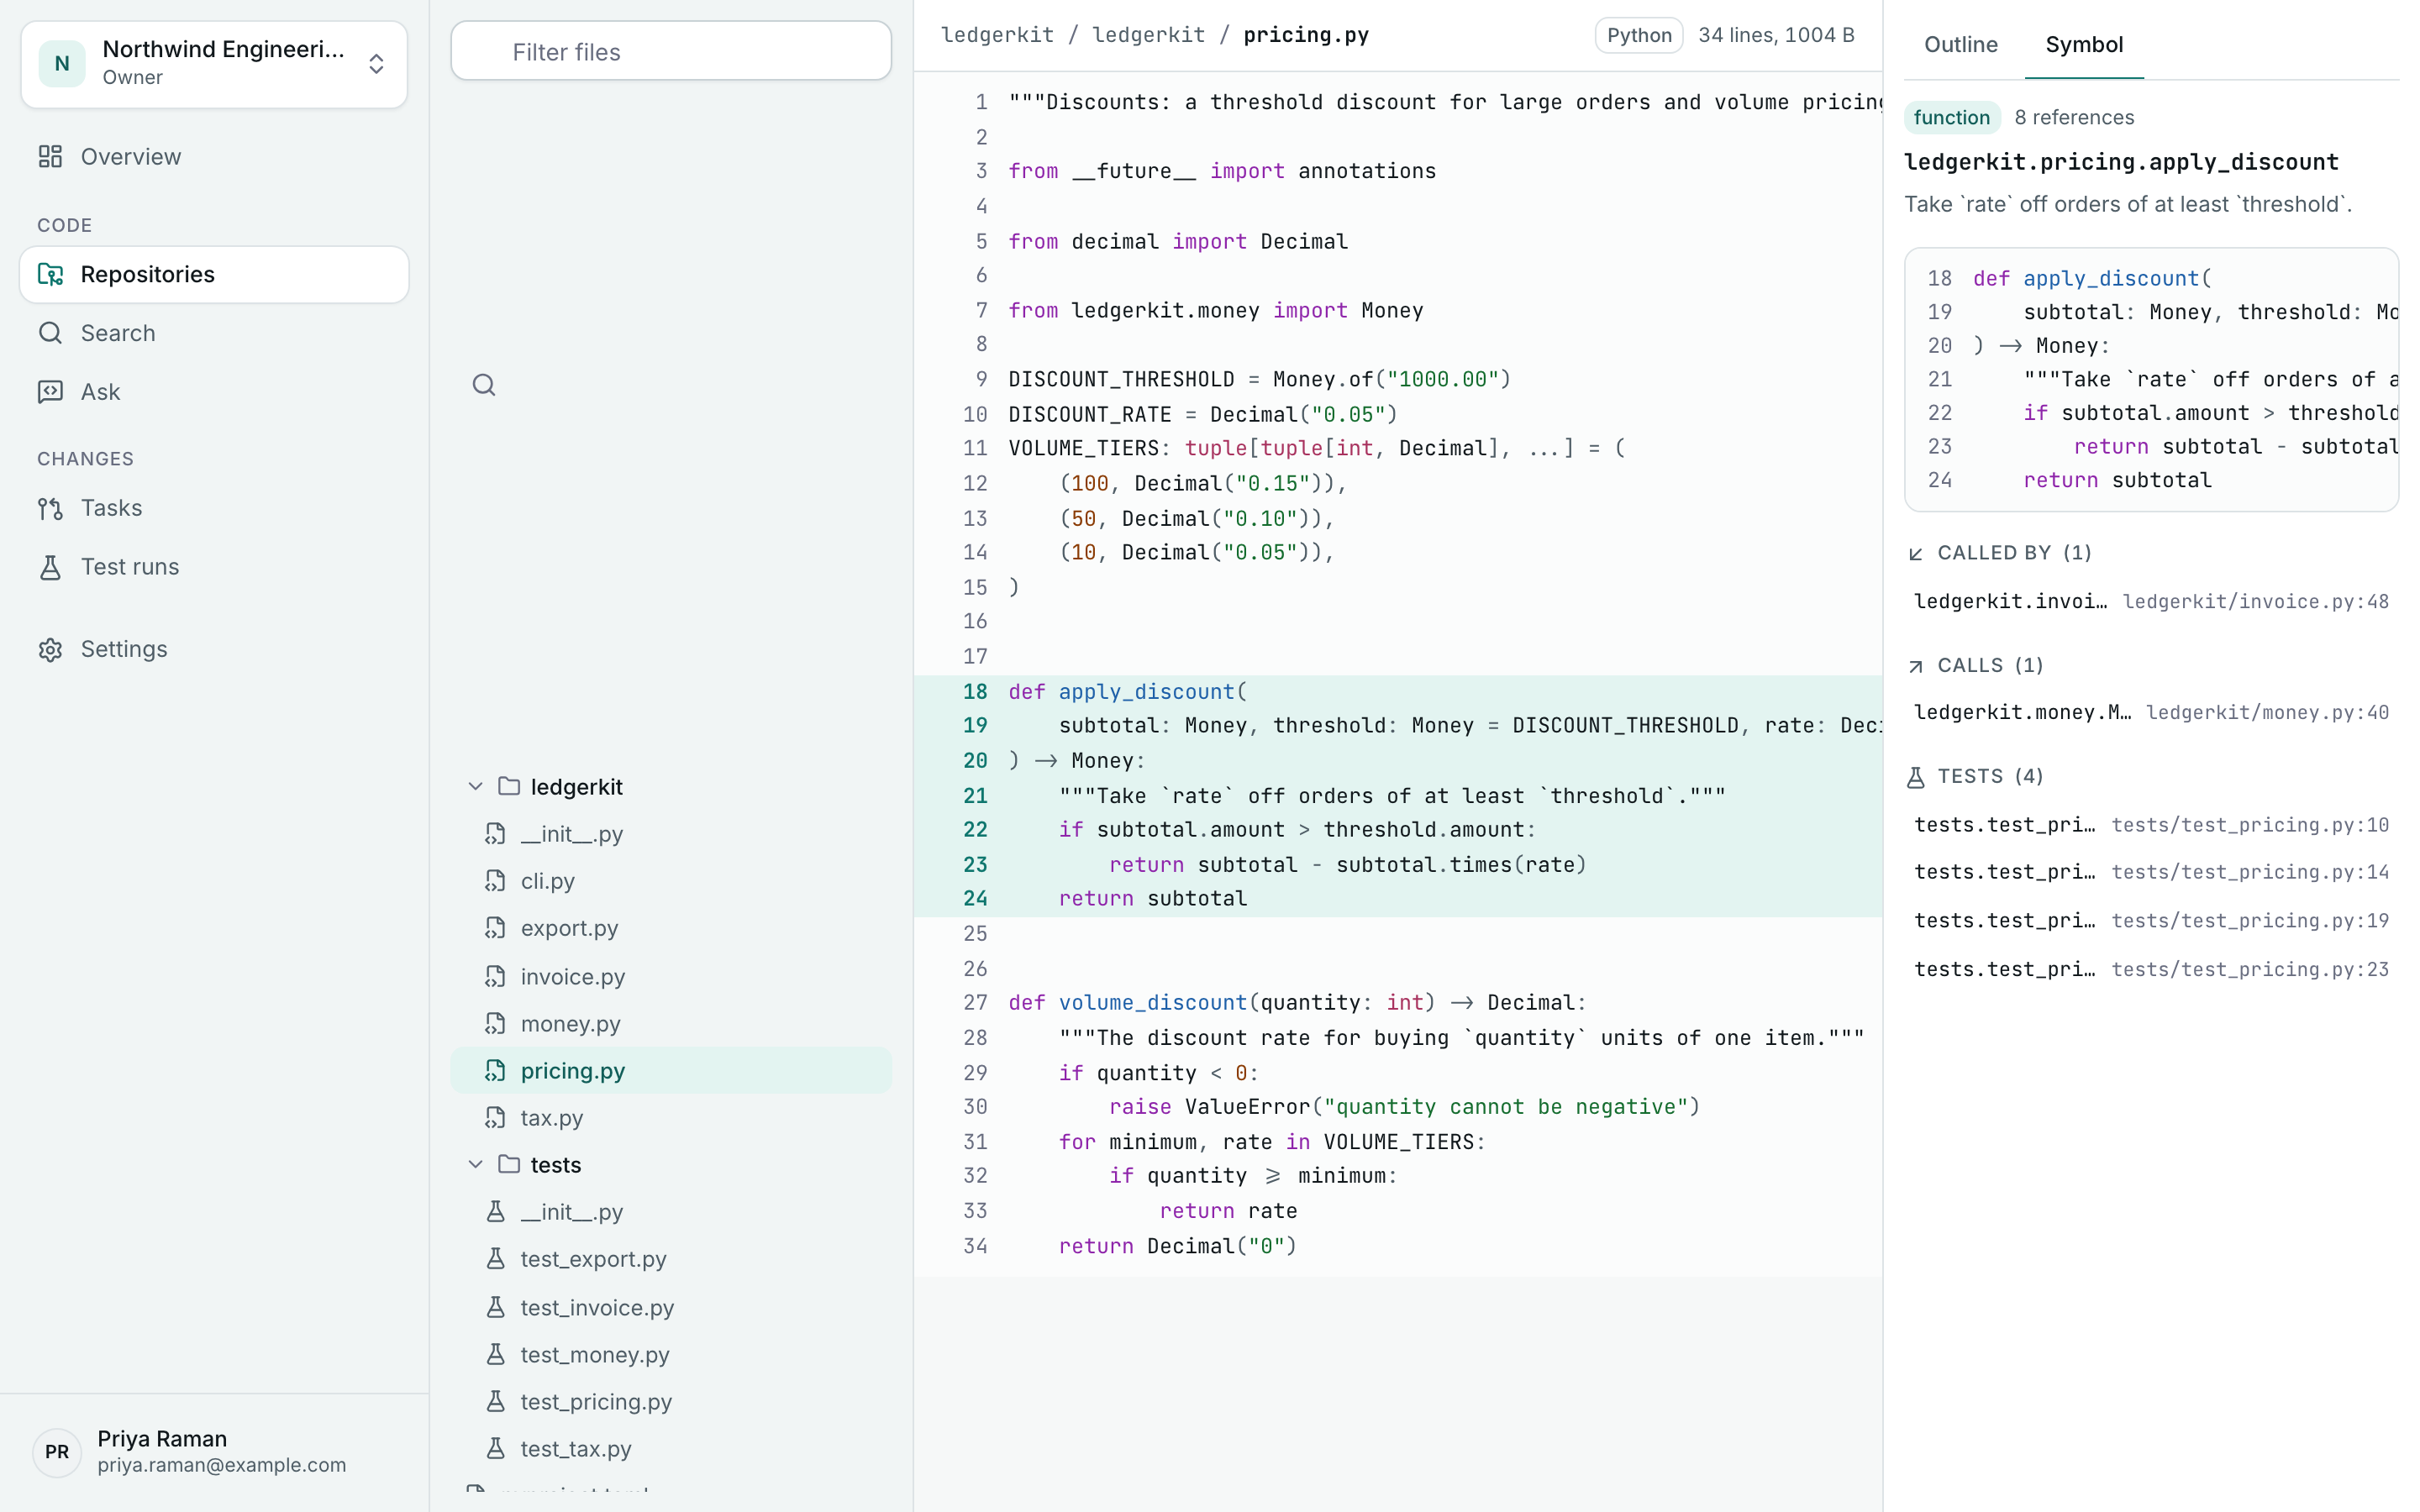 N
Northwind Engineeri...
Owner
Overview
CODE
Repositories
Search
Ask
CHANGES
Tasks
Test runs
Settings
PR
Priya Raman
priya.raman@example.com
Filter files
ledgerkit
__init__.py
cli.py
export.py
invoice.py
money.py
pricing.py
tax.py
tests
__init__.py
test_export.py
test_invoice.py
test_money.py
test_pricing.py
test_tax.py
ledgerkit / ledgerkit / pricing.py
Python 34 lines, 1004 B
1 """Discounts: a threshold discount for large orders and volume pricing
2
3 from __future__ import annotations
4
5 from decimal import Decimal
6
7 from ledgerkit.money import Money
8
9 DISCOUNT_THRESHOLD = Money.of("1000.00")
10 DISCOUNT_RATE = Decimal("0.05")
11 VOLUME_TIERS: tuple[tuple[int, Decimal], ...] = (
12     (100, Decimal("0.15")),
13     (50, Decimal("0.10")),
14     (10, Decimal("0.05")),
15 )
16
17
18 def apply_discount(
19     subtotal: Money, threshold: Money = DISCOUNT_THRESHOLD, rate: Deci
20 ) -> Money:
21     """Take `rate` off orders of at least `threshold`."""
22     if subtotal.amount > threshold.amount:
23         return subtotal - subtotal.times(rate)
24     return subtotal
25
26
27 def volume_discount(quantity: int) -> Decimal:
28     """The discount rate for buying `quantity` units of one item."""
29     if quantity < 0:
30         raise ValueError("quantity cannot be negative")
31     for minimum, rate in VOLUME_TIERS:
32         if quantity >= minimum:
33             return rate
34     return Decimal("0")
Outline Symbol
function 8 references
ledgerkit.pricing.apply_discount
Take `rate` off orders of at least `threshold`.
18 def apply_discount(
19     subtotal: Money, threshold: Mo
20 ) -> Money:
21     """Take `rate` off orders of a
22     if subtotal.amount > threshold
23         return subtotal - subtotal
24     return subtotal
CALLED BY (1)
ledgerkit.invoi... ledgerkit/invoice.py:48
CALLS (1)
ledgerkit.money.M... ledgerkit/money.py:40
TESTS (4)
tests.test_pri... tests/test_pricing.py:10
tests.test_pri... tests/test_pricing.py:14
tests.test_pri... tests/test_pricing.py:19
tests.test_pri... tests/test_pricing.py:23